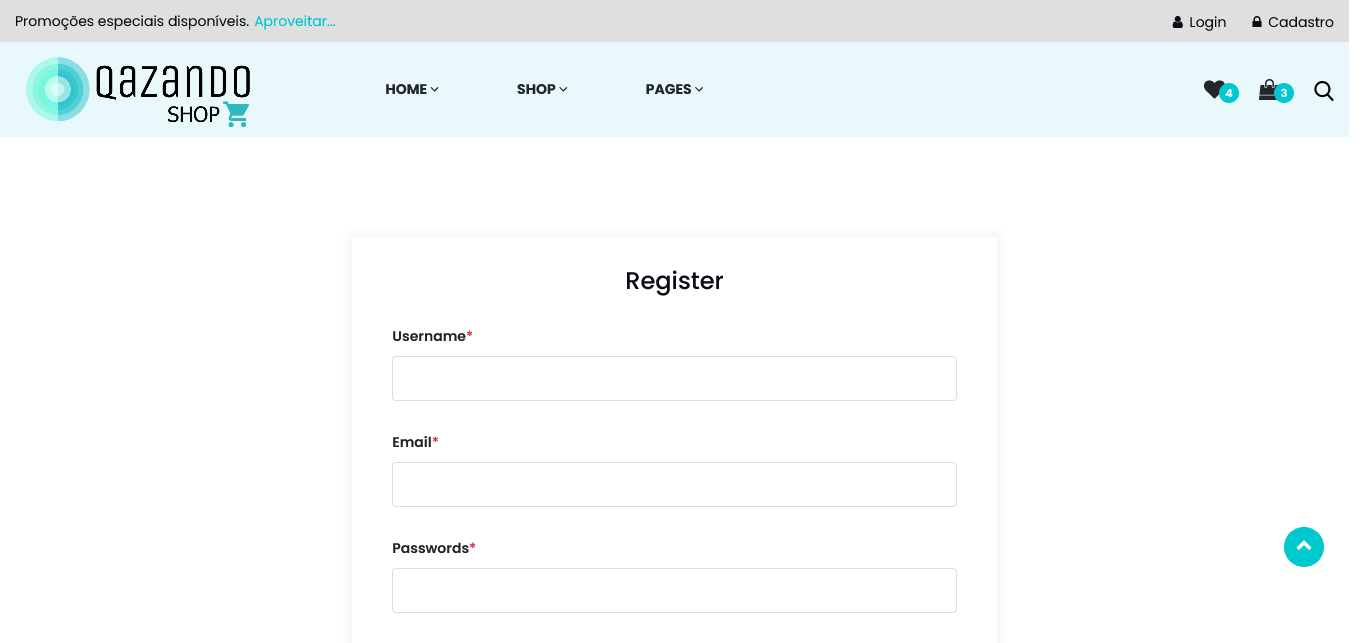 Promoções especiais disponíveis. Aproveitar...
Login
Cadastro
QAZANDO
SHOP
HOME
SHOP
PAGES
4
3
Register
Username*
Email*
Passwords*